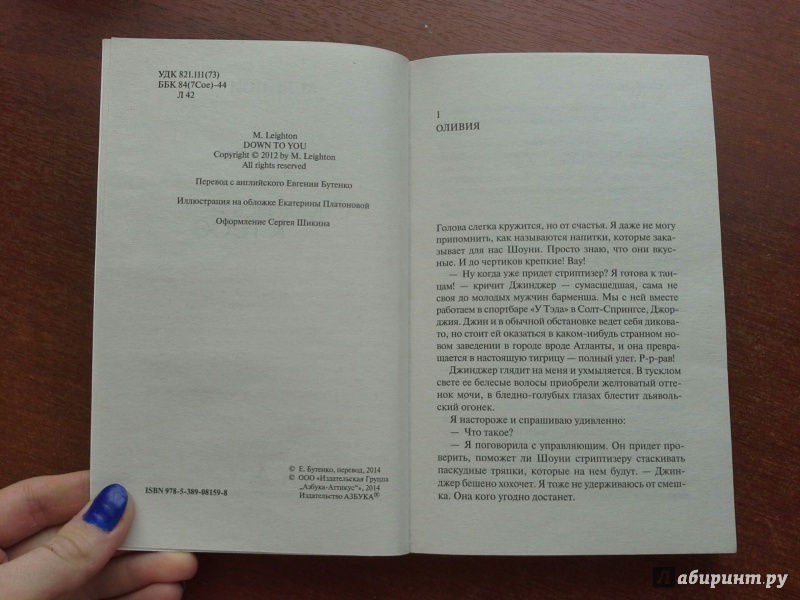 УДК 821.111(73)
ББК 84(7Сое)-44
Л 42
M. Leighton
DOWN TO YOU
Copyright © 2012 by M. Leighton
All rights reserved
Перевод с английского Евгении Бутенко
Иллюстрация на обложке Екатерины Платоновой
Оформление Сергея Шикина
© Е. Бутенко, перевод, 2014
© ООО «Издательская Группа
„Азбука-Аттикус“», 2014
Издательство АЗБУКА®
ISBN 978-5-389-08159-8
1
ОЛИВИЯ
Голова слегка кружится, но от счастья. Я даже не могу
припомнить, как называются напитки, которые зака-
зывает для нас Шоуни. Просто знаю, что они вкус-
ные. И до чертиков крепкие! Вау!
— Ну когда уже придет стриптизер? Я готова к тан-
цам! — кричит Джинджер — сумасшедшая, сама не
своя до молодых мужчин барменша. Мы с ней вместе
работаем в спортбаре «У Тэда» в Солт-Спрингсе, Джор-
джия. Джин и в обычной обстановке ведет себя дикова-
то, но стоит ей оказаться в каком-нибудь странном но-
вом заведении в городе вроде Атланты, и она превра-
щается в настоящую тигрицу — полный улет. Р-р-рав!
Джинджер глядит на меня и ухмыляется. В тусклом
свете ее белесые волосы приобрели желтоватый отте-
нок мочи, в бледно-голубых глазах блестит дьяволь-
ский огонек.
Я настороже и спрашиваю удивленно:
— Что такое?
— Я поговорила с управляющим. Он придет про-
верить, поможет ли Шоуни стриптизеру стаскивать
паскудные тряпки, которые на нем будут. — Джин-
джер бешено хохочет. Я тоже не удерживаюсь от смеш-
ка. Она кого угодно достанет.
Лабиринт.ру